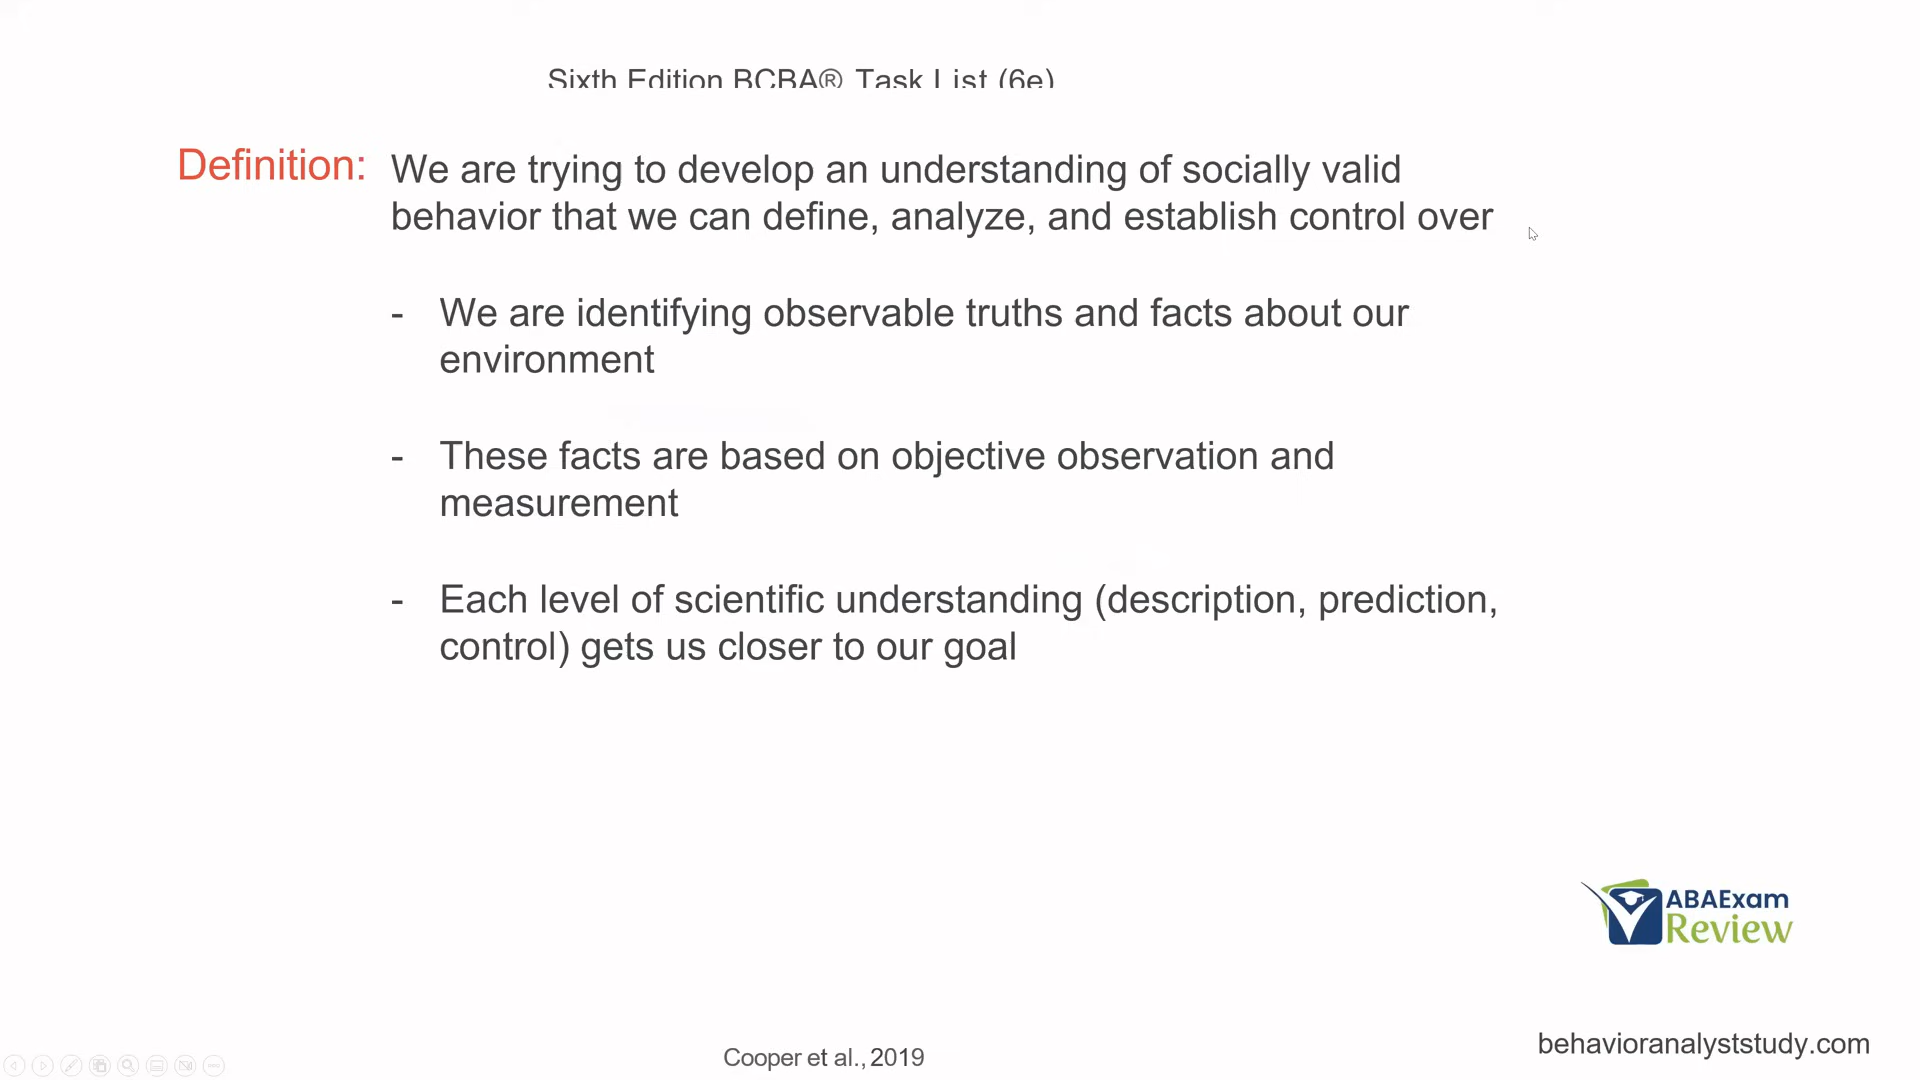 Sixth Edition BCBA® Task List (6e)
Definition: We are trying to develop an understanding of socially valid
behavior that we can define, analyze, and establish control over
- We are identifying observable truths and facts about our
environment
- These facts are based on objective observation and
measurement
- Each level of scientific understanding (description, prediction,
control) gets us closer to our goal
ABAExam
Review
behavioranalyststudy.com
Cooper et al., 2019